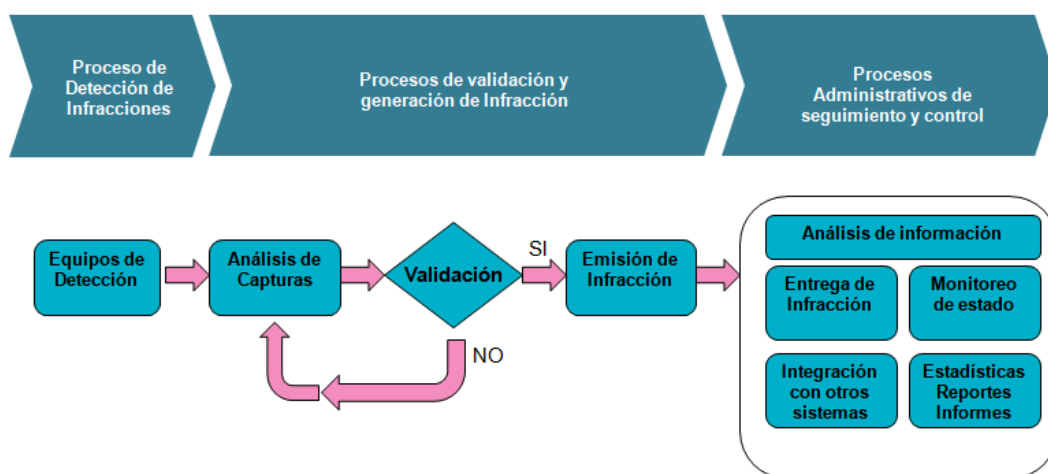 Proceso de
Detección de
Infracciones
Procesos de validación y
generación de Infracción
Procesos
Administrativos de
seguimiento y control
Equipos de
Detección
Análisis de
Capturas
Validación
SI
NO
Emisión de
Infracción
Análisis de información
Entrega de
Infracción
Monitoreo
de estado
Integración
con otros
sistemas
Estadísticas
Reportes
Informes